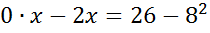 0 · x − 2x = 26 − 8²